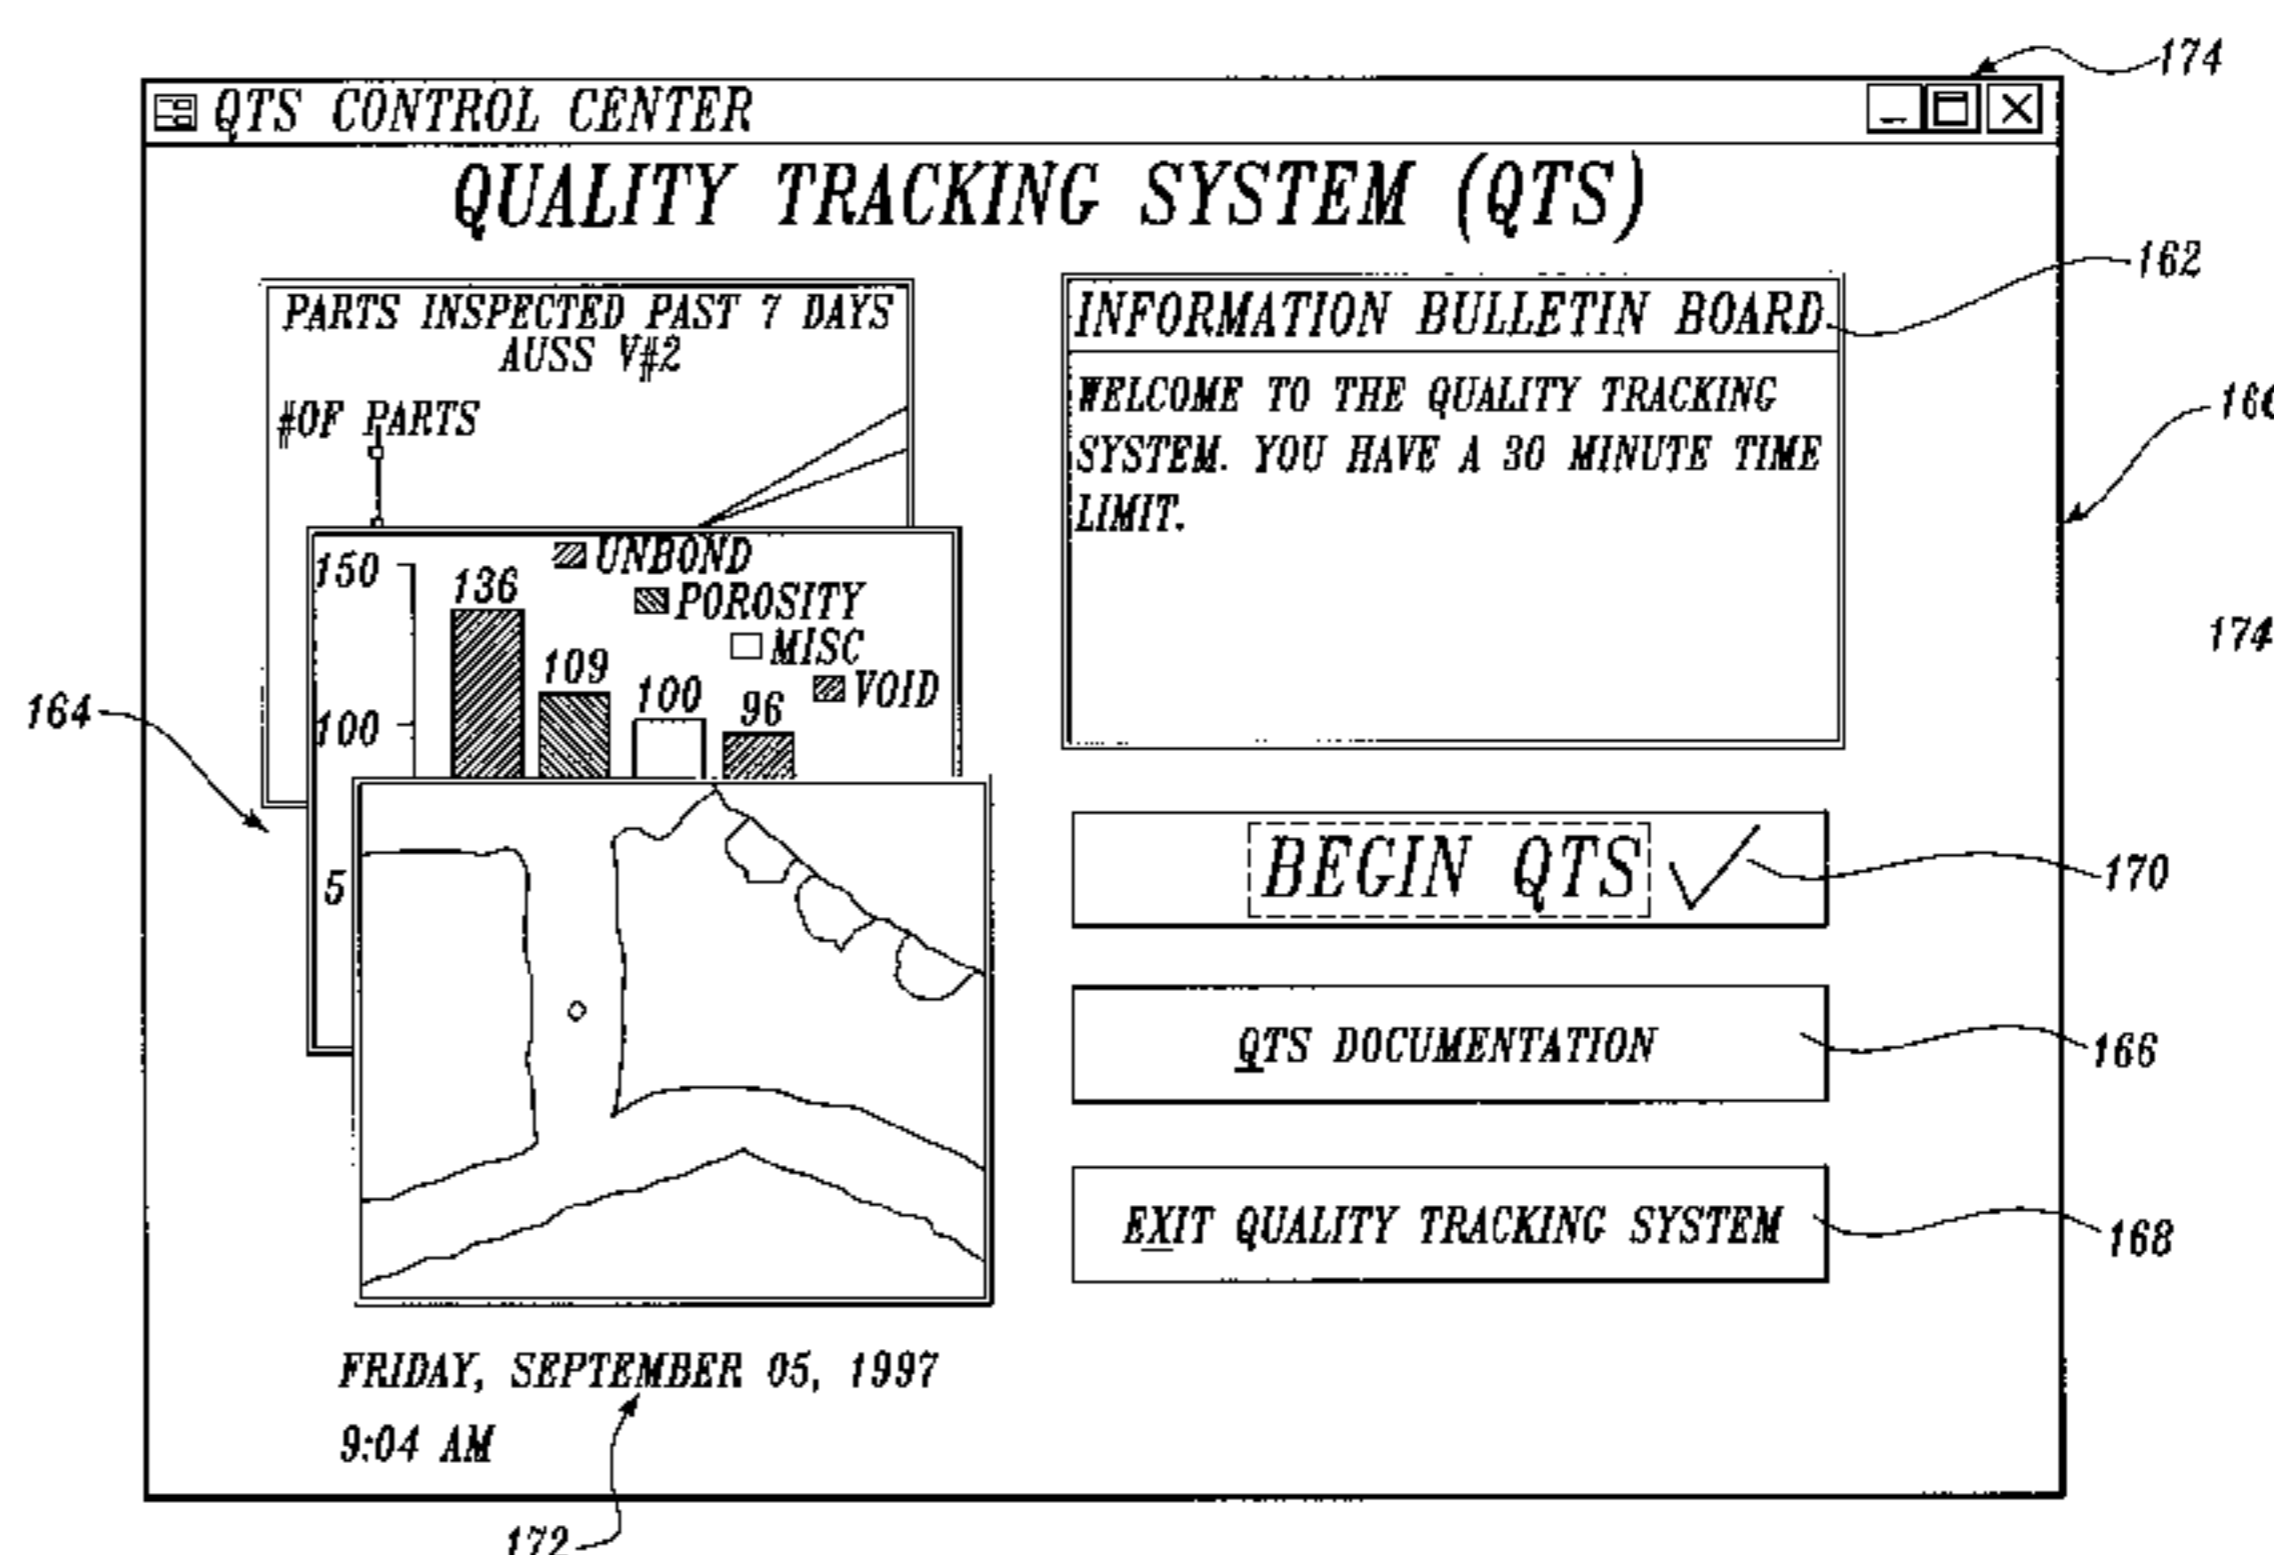 174
QTS CONTROL CENTER
QUALITY TRACKING SYSTEM (QTS)
162
PARTS INSPECTED PAST 7 DAYS
AUSS V#2
#OF PARTS
INFORMATION BULLETIN BOARD
WELCOME TO THE QUALITY TRACKING
SYSTEM. YOU HAVE A 30 MINUTE TIME
LIMIT.
174
150
136
109
100
96
UNBOND
POROSITY
MISC
VOID
164
100
5
BEGIN QTS
170
QTS DOCUMENTATION
166
EXIT QUALITY TRACKING SYSTEM
168
FRIDAY, SEPTEMBER 05, 1997
9:04 AM
172